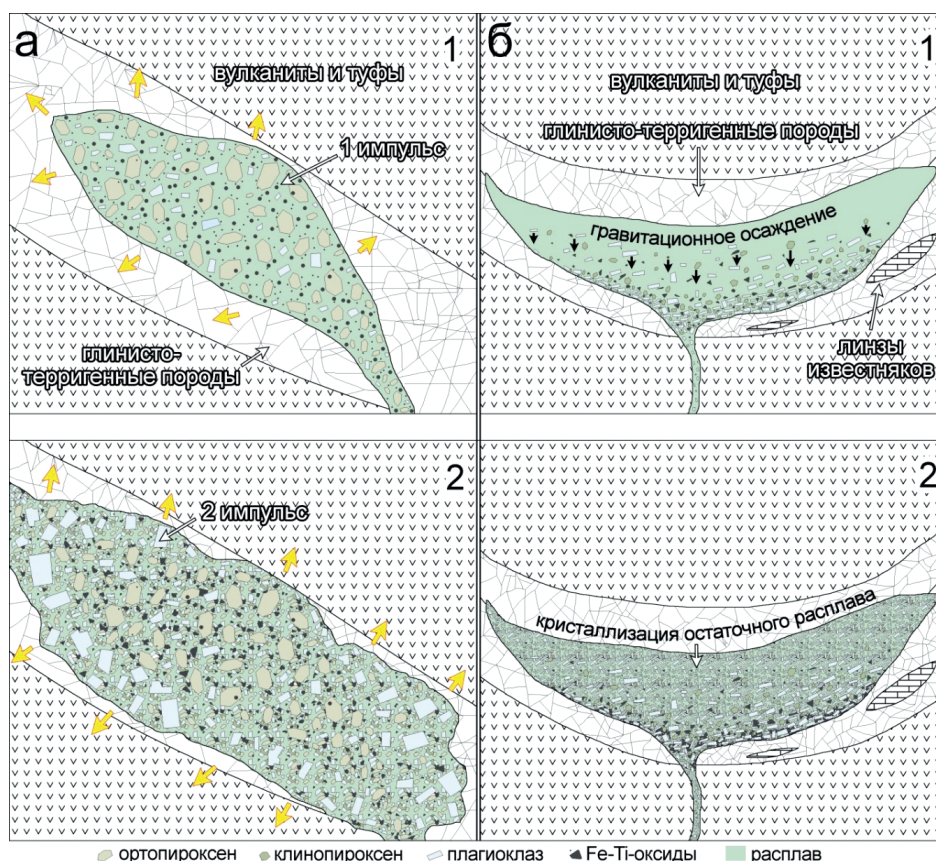 а
1
вулканиты и туфы
1 импульс
глинисто-
терригенные породы
б
1
вулканиты и туфы
глинисто-терригенные породы
гравитационное осаждение
линзы
известняков
2
2 импульс
2
кристаллизация остаточного расплава
ортопироксен клинопироксен плагиоклаз Fe-Ti-оксиды расплав